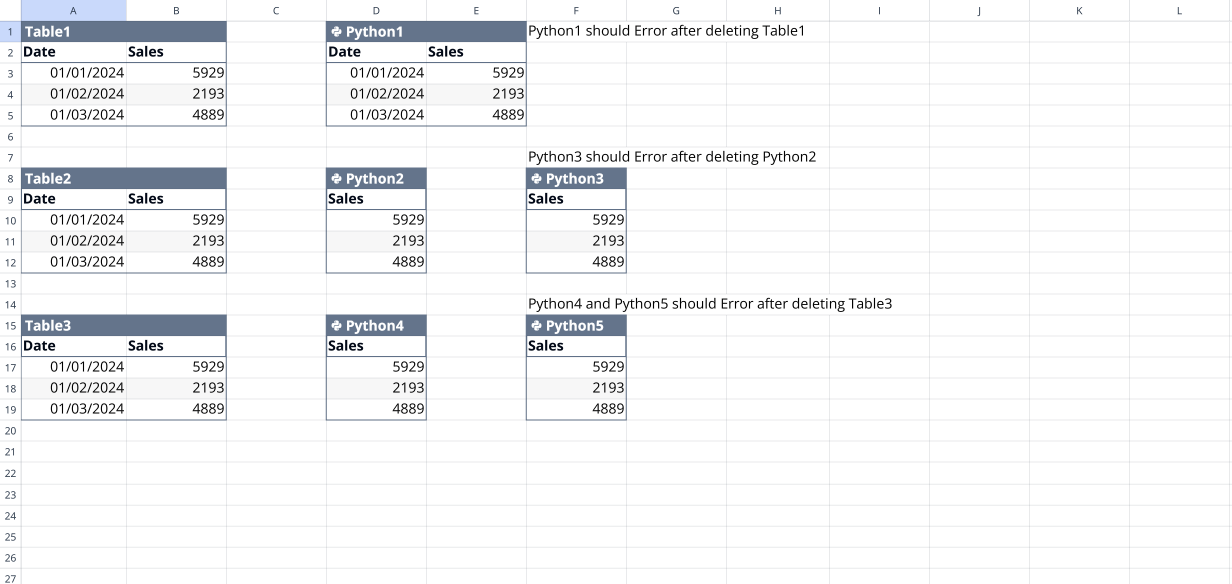 A B C D E F G H I J K L
1 Table1 Python1 Python1 should Error after deleting Table1
2 Date Sales Date Sales
3 01/01/2024 5929 01/01/2024 5929
4 01/02/2024 2193 01/02/2024 2193
5 01/03/2024 4889 01/03/2024 4889
6
7 Python3 should Error after deleting Python2
8 Table2 Python2 Python3
9 Date Sales Sales Sales
10 01/01/2024 5929 5929 5929
11 01/02/2024 2193 2193 2193
12 01/03/2024 4889 4889 4889
13
14 Python4 and Python5 should Error after deleting Table3
15 Table3 Python4 Python5
16 Date Sales Sales Sales
17 01/01/2024 5929 5929 5929
18 01/02/2024 2193 2193 2193
19 01/03/2024 4889 4889 4889
20
21
22
23
24
25
26
27